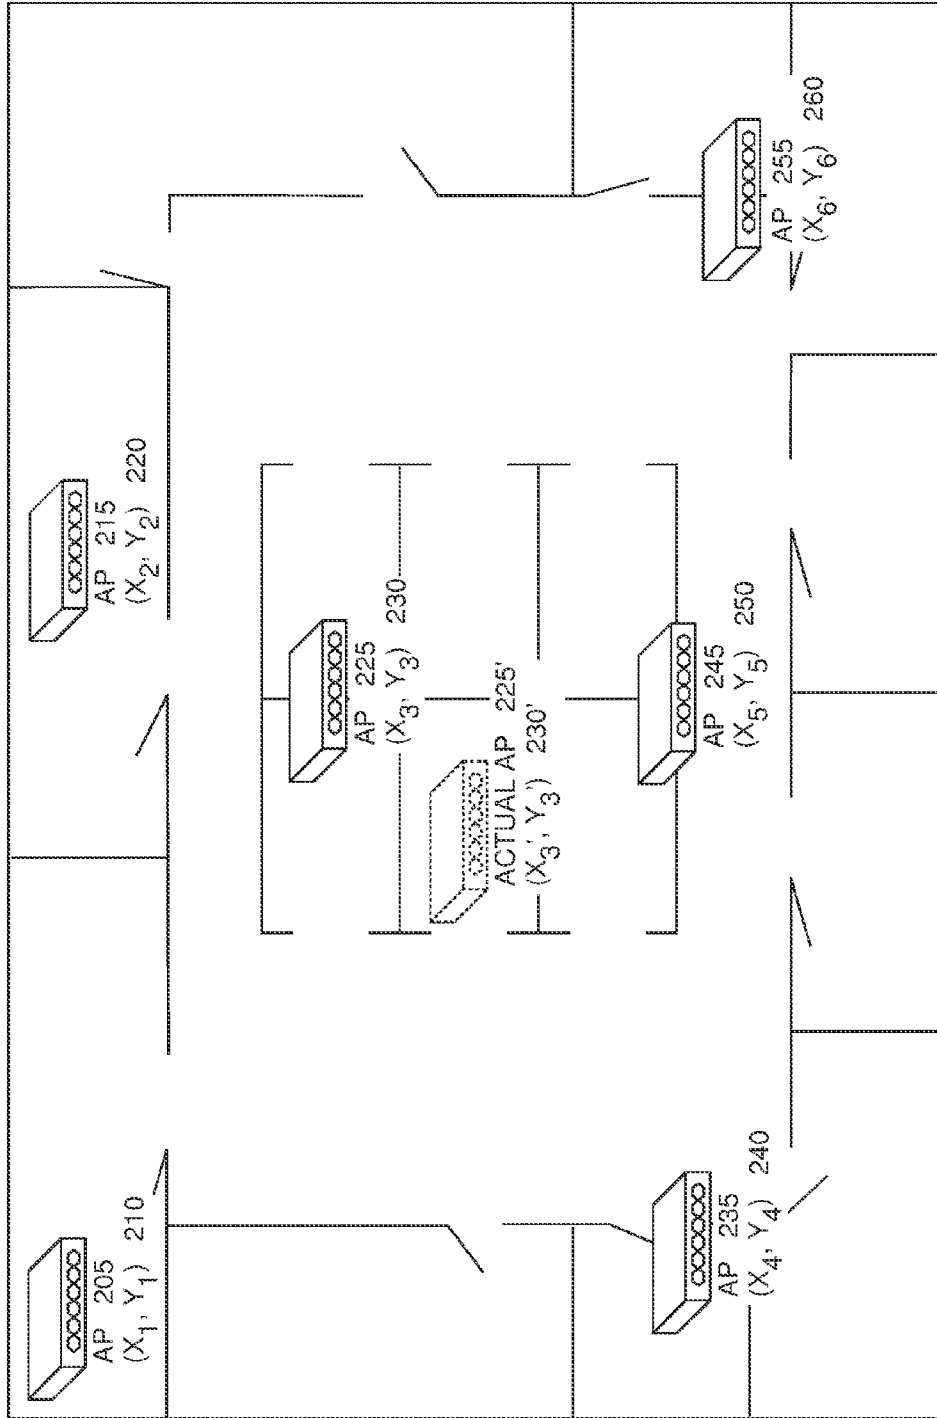 AP 205
(X1, Y1) 210
AP 215
(X2, Y2) 220
AP 225
(X3, Y3) 230
ACTUAL AP 225'
(X3', Y3') 230'
AP 235
(X4, Y4) 240
AP 245
(X5, Y5) 250
AP 255
(X6, Y6) 260